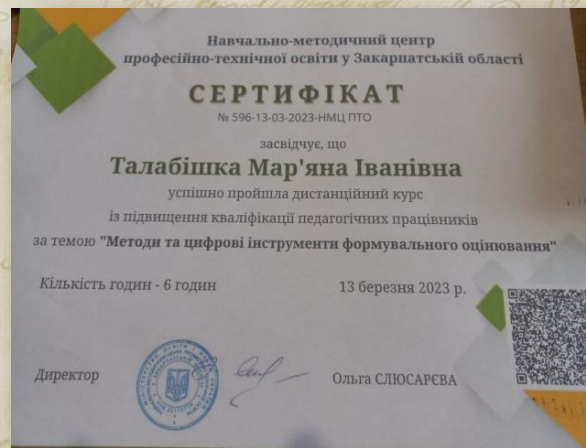 Навчально-методичний центр
професійно-технічної освіти у Закарпатській області
СЕРТИФІКАТ
№ 596-13-03-2023-НМЦ ПТО
засвідчує, що
Талабішка Мар'яна Іванівна
успішно пройшла дистанційний курс
із підвищення кваліфікації педагогічних працівників
за темою "Методи та цифрові інструменти формувального оцінювання"
Кількість годин - 6 годин
13 березня 2023 р.
Директор
Ольга СЛЮСАРЄВА